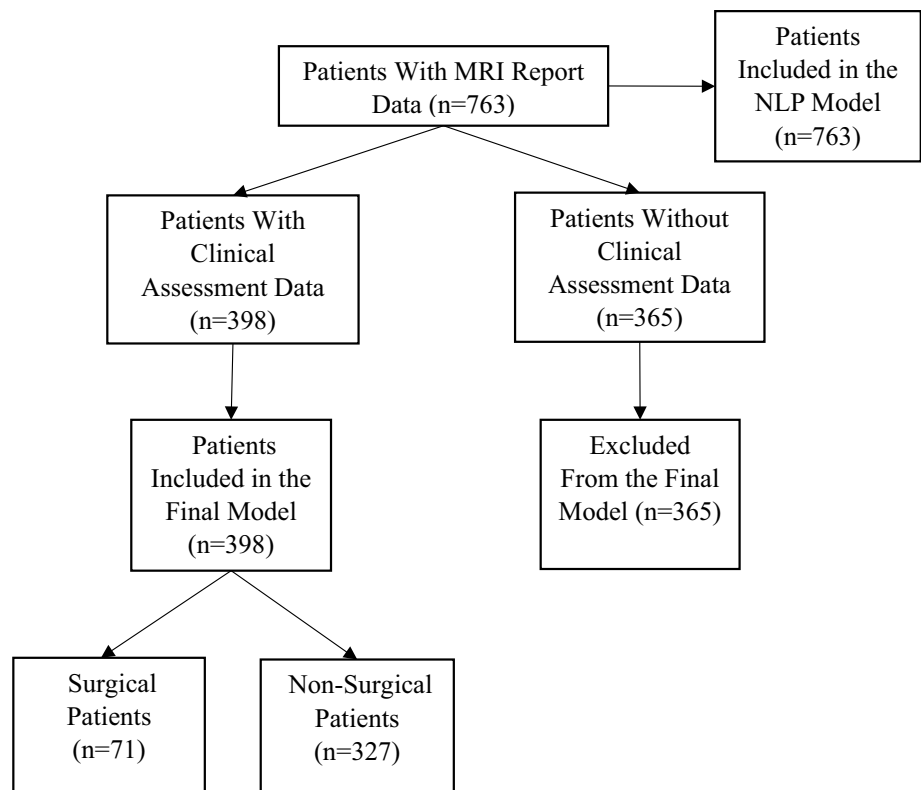 Patients With MRI Report
Data (n=763)
Patients
Included in the
NLP Model
(n=763)
Patients With
Clinical
Assessment Data
(n=398)
Patients Without
Clinical
Assessment Data
(n=365)
Patients
Included in the
Final Model
(n=398)
Excluded
From the Final
Model (n=365)
Surgical
Patients
(n=71)
Non-Surgical
Patients
(n=327)